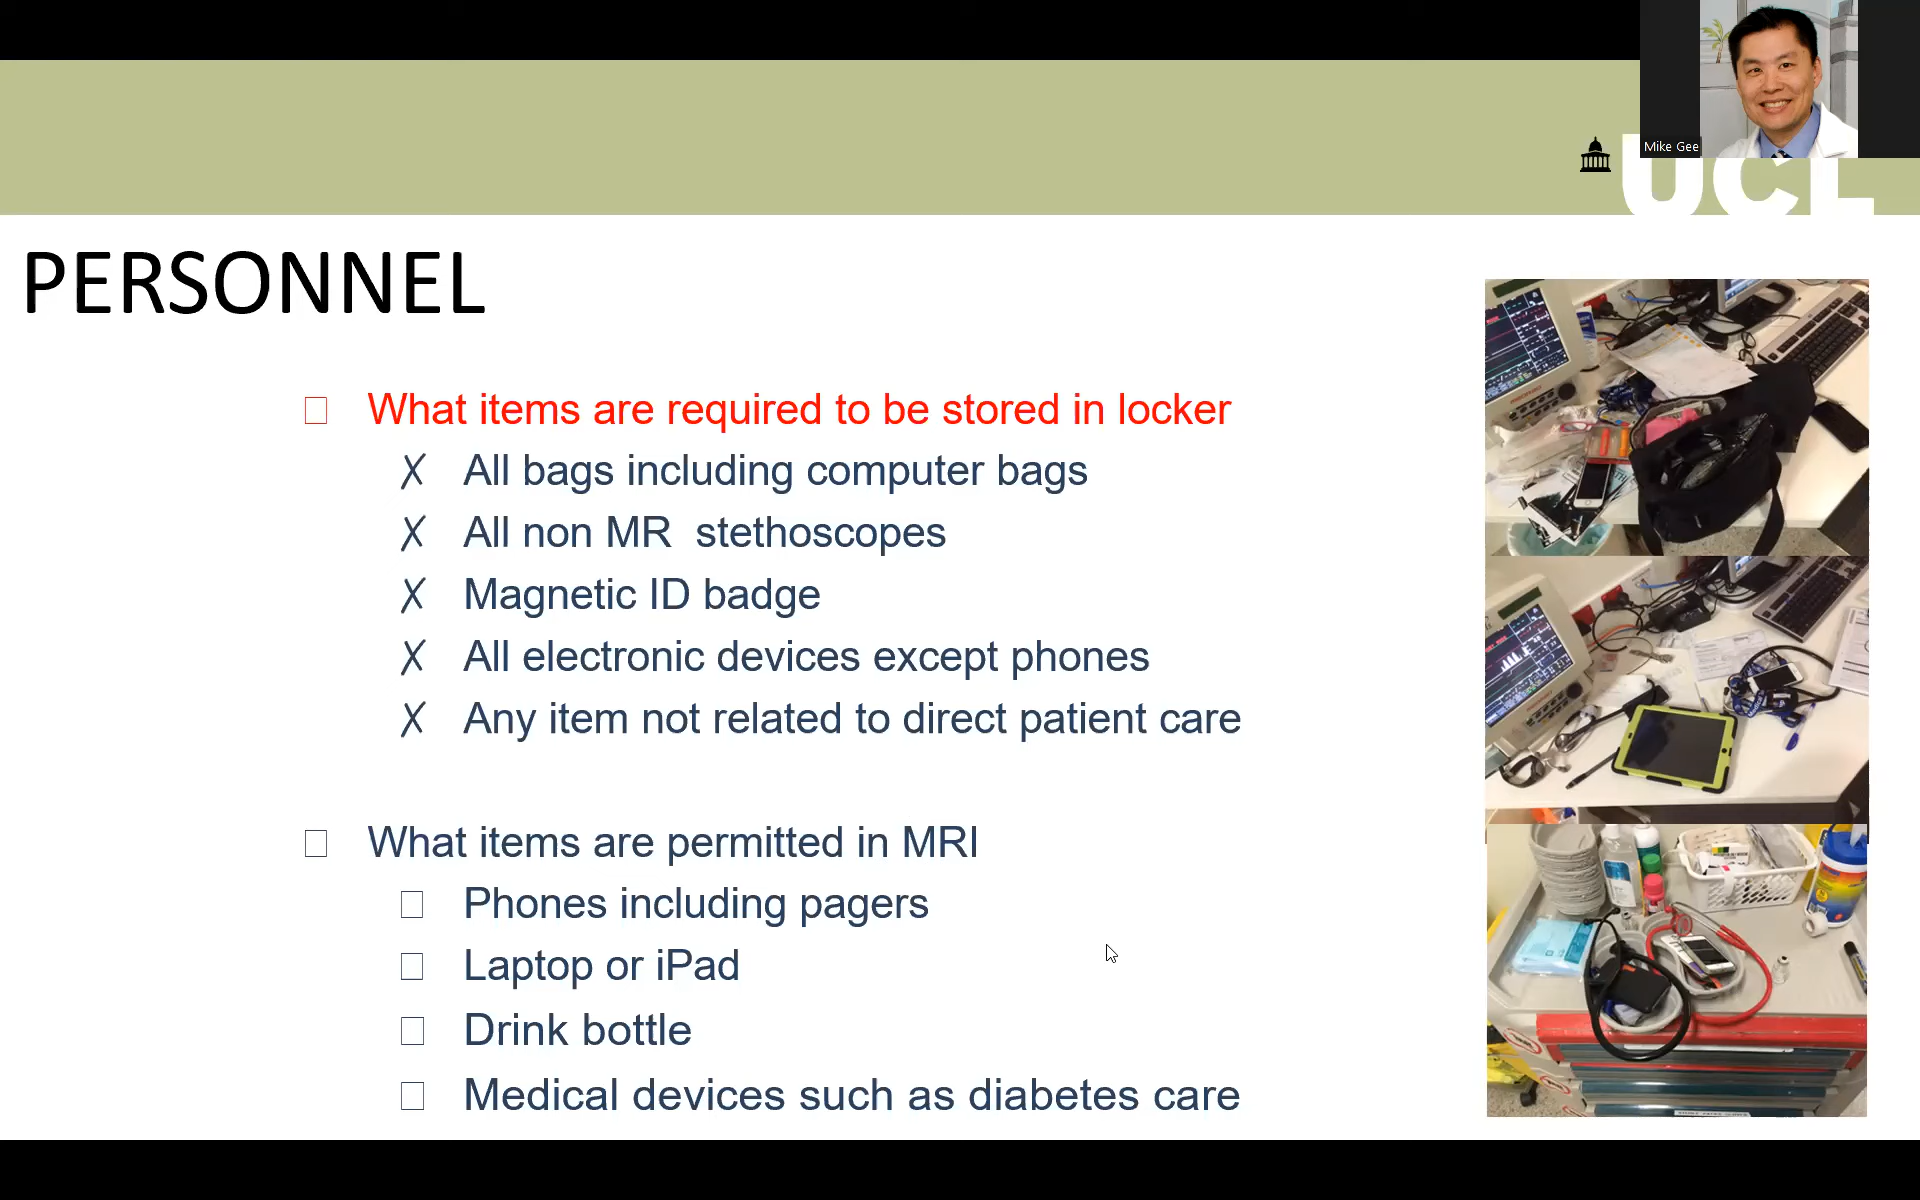 Mike Gee
UCL
PERSONNEL
What items are required to be stored in locker
All bags including computer bags
All non MR stethoscopes
Magnetic ID badge
All electronic devices except phones
Any item not related to direct patient care
What items are permitted in MRI
Phones including pagers
Laptop or iPad
Drink bottle
Medical devices such as diabetes care